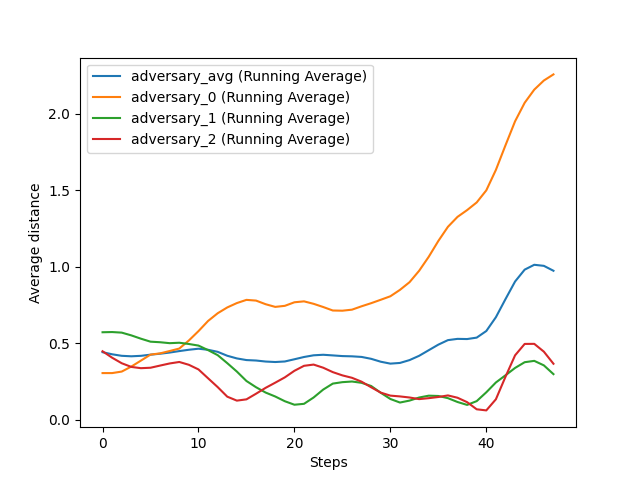 adversary_avg (Running Average)
adversary_0 (Running Average)
adversary_1 (Running Average)
adversary_2 (Running Average)
2.0
1.5
1.0
0.5
0.0
Average distance
0 10 20 30 40
Steps